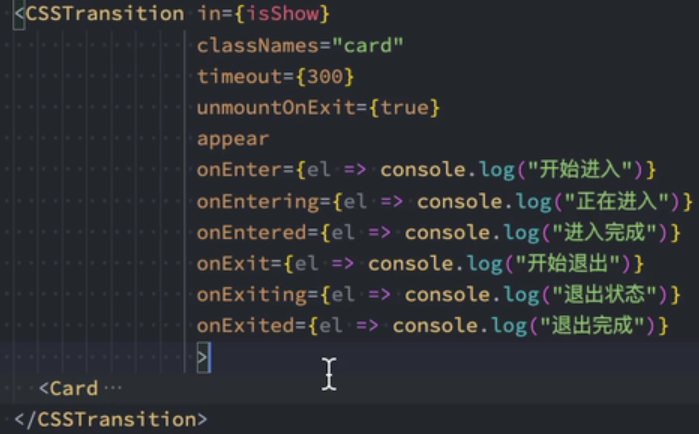 <CSSTransition in={isShow}
classNames="card"
timeout={300}
unmountOnExit={true}
appear
onEnter={el => console.log("开始进入")}
onEntering={el => console.log("正在进入")}
onEntered={el => console.log("进入完成")}
onExit={el => console.log("开始退出")}
onExiting={el => console.log("退出状态")}
onExited={el => console.log("退出完成")}
>
<Card ···
</CSSTransition>